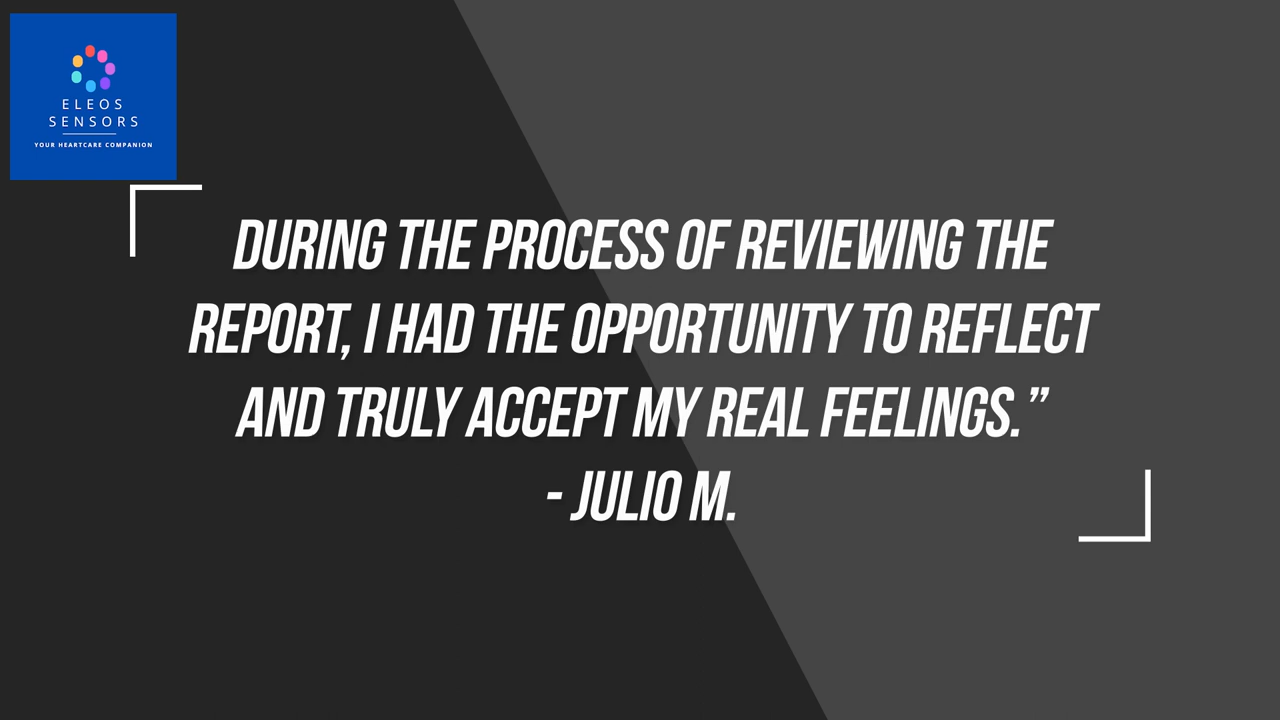 ELEOS
SENSORS
YOUR HEARTCARE COMPANION
DURING THE PROCESS OF REVIEWING THE
REPORT, I HAD THE OPPORTUNITY TO REFLECT
AND TRULY ACCEPT MY REAL FEELINGS.”
- JULIO M.